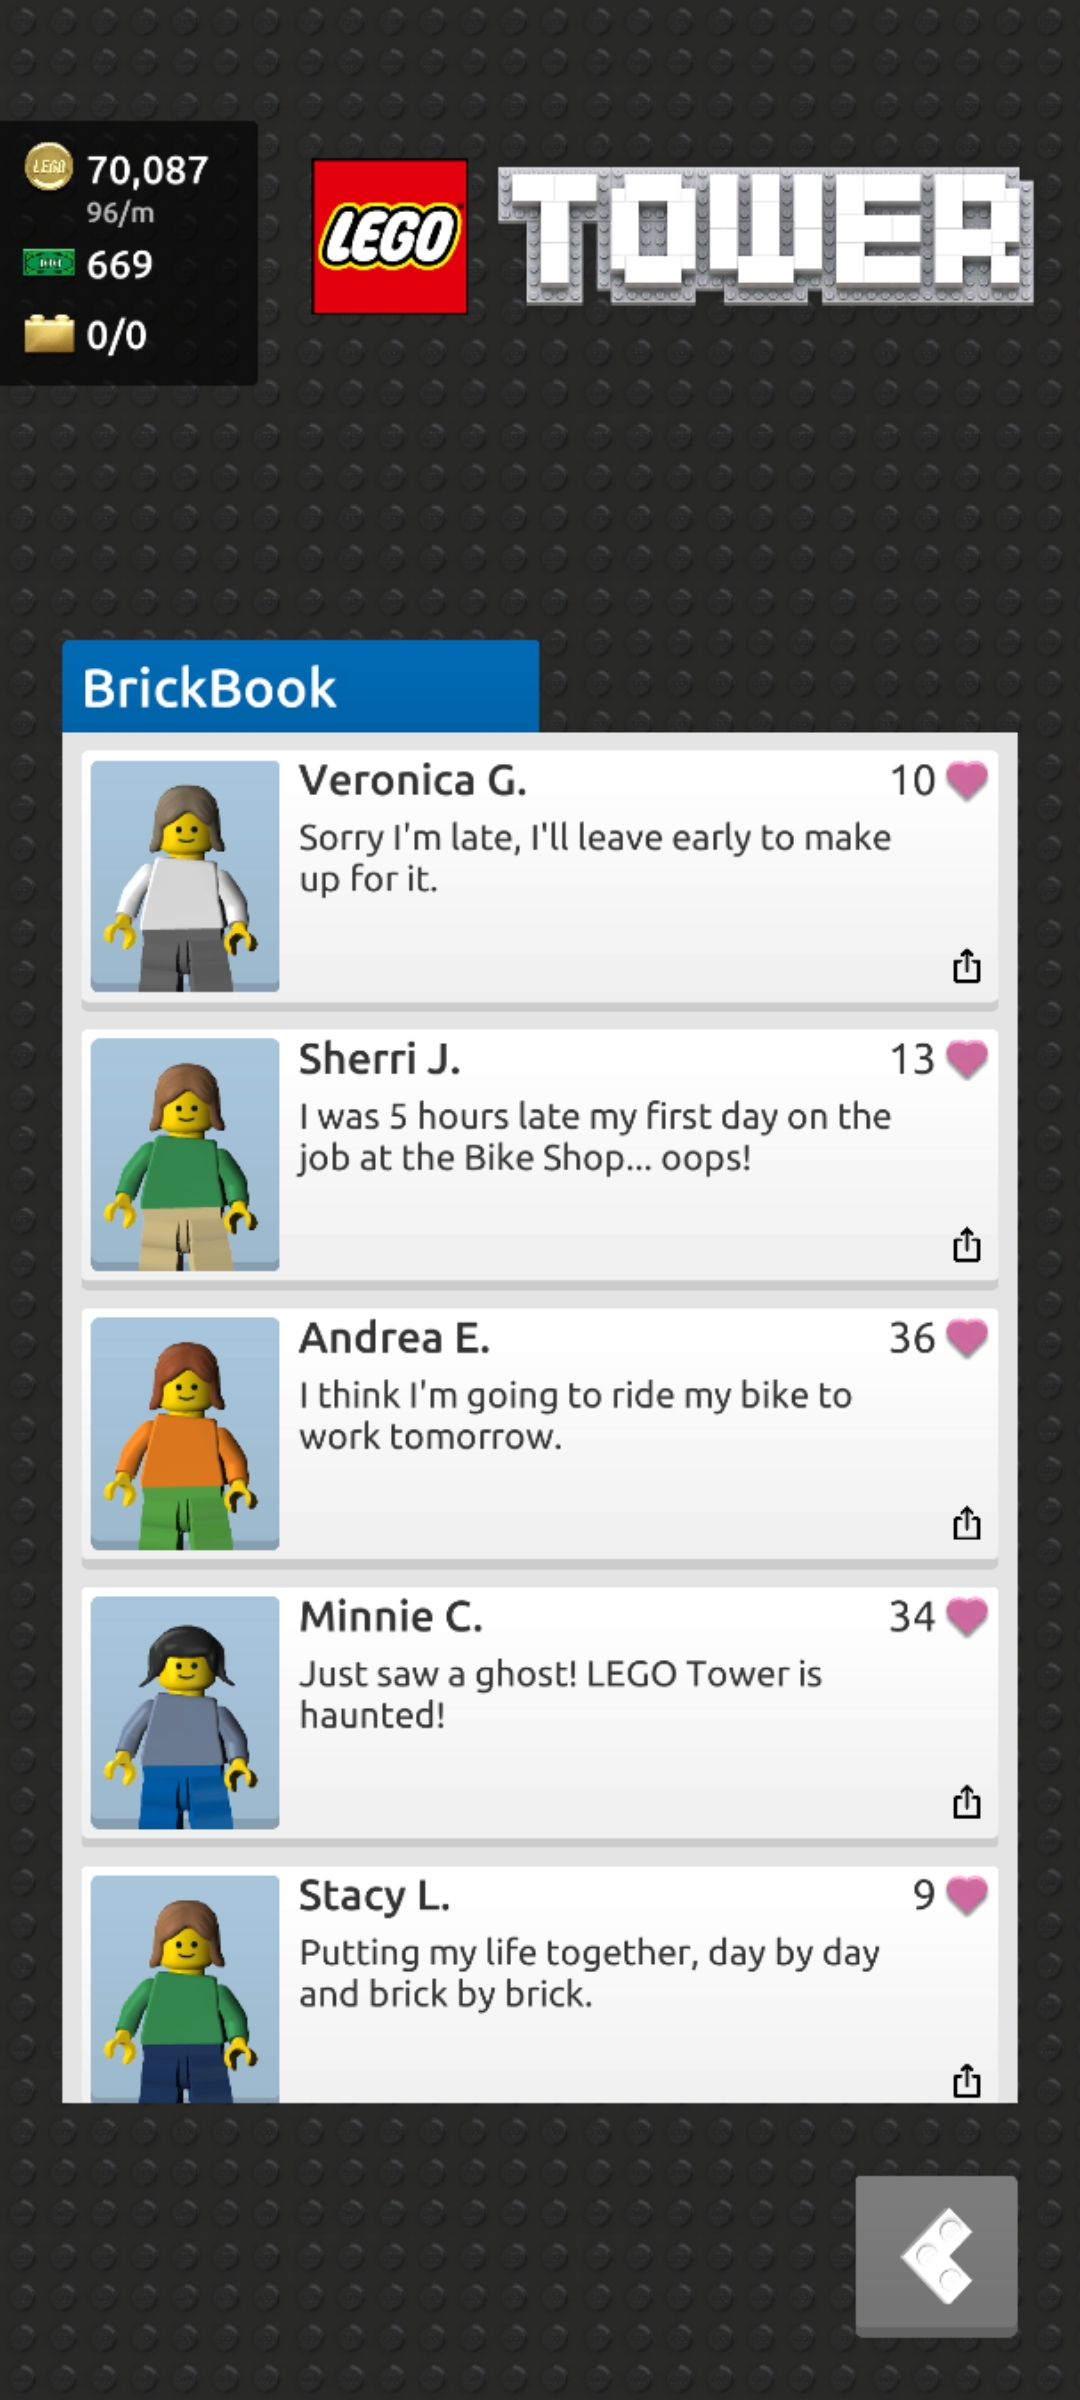 LEGO
70,087
96/m
669
0/0
LEGO TOWER
BrickBook
Veronica G. 10
Sorry I'm late, I'll leave early to make
up for it.
Sherri J. 13
I was 5 hours late my first day on the
job at the Bike Shop... oops!
Andrea E. 36
I think I'm going to ride my bike to
work tomorrow.
Minnie C. 34
Just saw a ghost! LEGO Tower is
haunted!
Stacy L. 9
Putting my life together, day by day
and brick by brick.